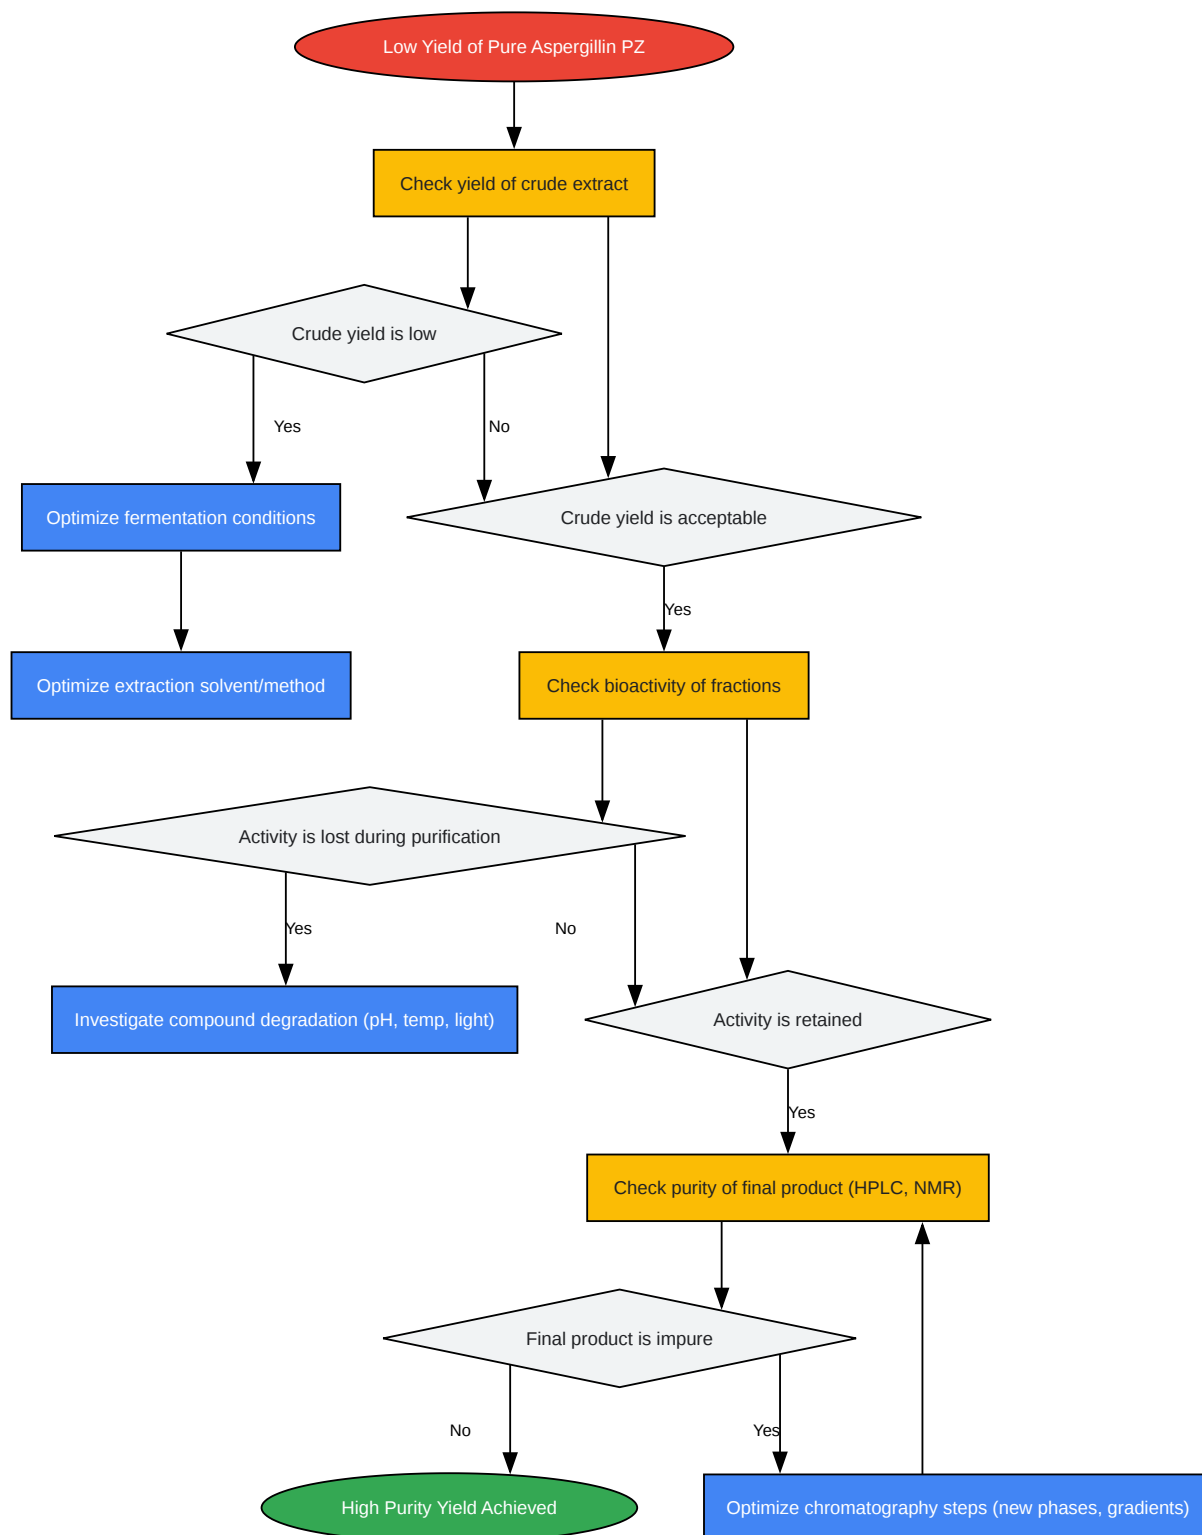 Low Yield of Pure Aspergillin PZ
Check yield of crude extract
Crude yield is low
Yes
No
Optimize fermentation conditions
Crude yield is acceptable
Yes
Optimize extraction solvent/method
Check bioactivity of fractions
Activity is lost during purification
Yes
No
Investigate compound degradation (pH, temp, light)
Activity is retained
Yes
Check purity of final product (HPLC, NMR)
Final product is impure
No
Yes
High Purity Yield Achieved
Optimize chromatography steps (new phases, gradients)